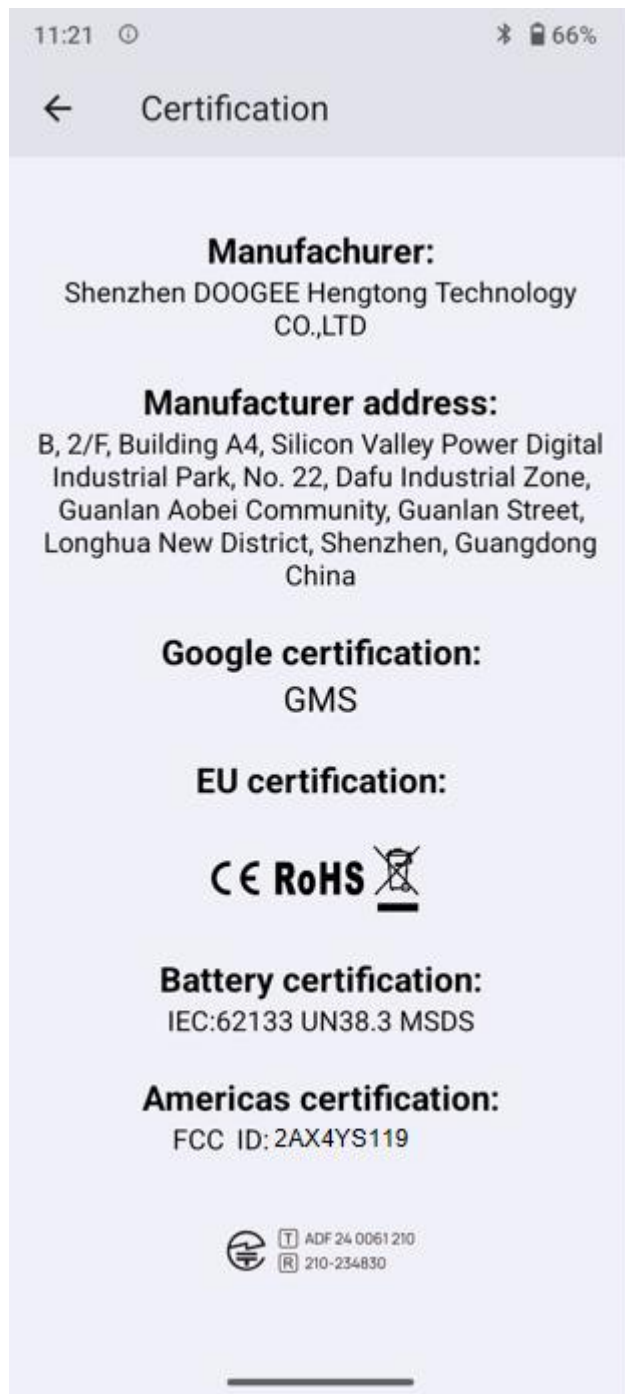 11:21 66%
Certification
Manufachurer:
Shenzhen DOOGEE Hengtong Technology
CO.,LTD
Manufacturer address:
B, 2/F, Building A4, Silicon Valley Power Digital
Industrial Park, No. 22, Dafu Industrial Zone,
Guanlan Aobei Community, Guanlan Street,
Longhua New District, Shenzhen, Guangdong
China
Google certification:
GMS
EU certification:
CE RoHS
Battery certification:
IEC:62133 UN38.3 MSDS
Americas certification:
FCC ID: 2AX4YS119
T ADF 24 0061 210
R 210-234830